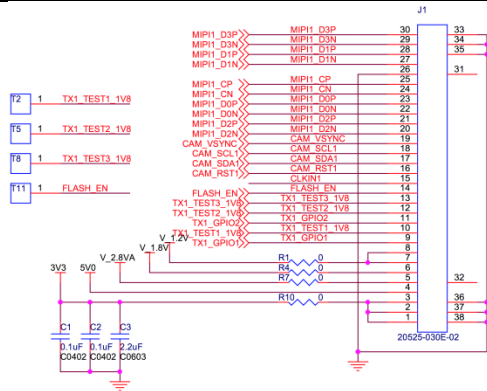 J1
MIPI1_D3P MIPI1_D3P 30 33
MIPI1_D3N MIPI1_D3N 29 34
MIPI1_D1P MIPI1_D1P 28 35
MIPI1_D1N MIPI1_D1N 27
26 31
MIPI1_CP MIPI1_CP 25
MIPI1_CN MIPI1_CN 24
T2 1 TX1_TEST1_1V8 MIPI1_D0P MIPI1_D0P 23
MIPI1_D0N MIPI1_D0N 22
MIPI1_D2P MIPI1_D2P 21
T5 1 TX1_TEST2_1V8 MIPI1_D2N MIPI1_D2N 20
CAM_VSYNC CAM_VSYNC 19
CAM_SCL1 CAM_SCL1 18
T8 1 TX1_TEST3_1V8 CAM_SDA1 CAM_SDA1 17
CAM_RST1 CAM_RST1 16
CLKIN1 15
T11 1 FLASH_EN FLASH_EN FLASH_EN 14
TX1_TEST3_1V8 TX1_TEST3_1V8 13
TX1_TEST2_1V8 TX1_TEST2_1V8 12
TX1_GPIO2 TX1_GPIO2 11
TX1_TEST1_1V8 TX1_TEST1_1V8 10
TX1_GPIO1 TX1_GPIO1 9
V_1.2V 8
V_1.8V R1 0 7
V_2.8VA R4 0 6
3V3 5V0 R7 0 5 32
4
R10 0 3 36
2 37
1 38
C1 C2 C3 20525-030E-02
0.1uF 0.1uF 2.2uF
C0402 C0402 C0603